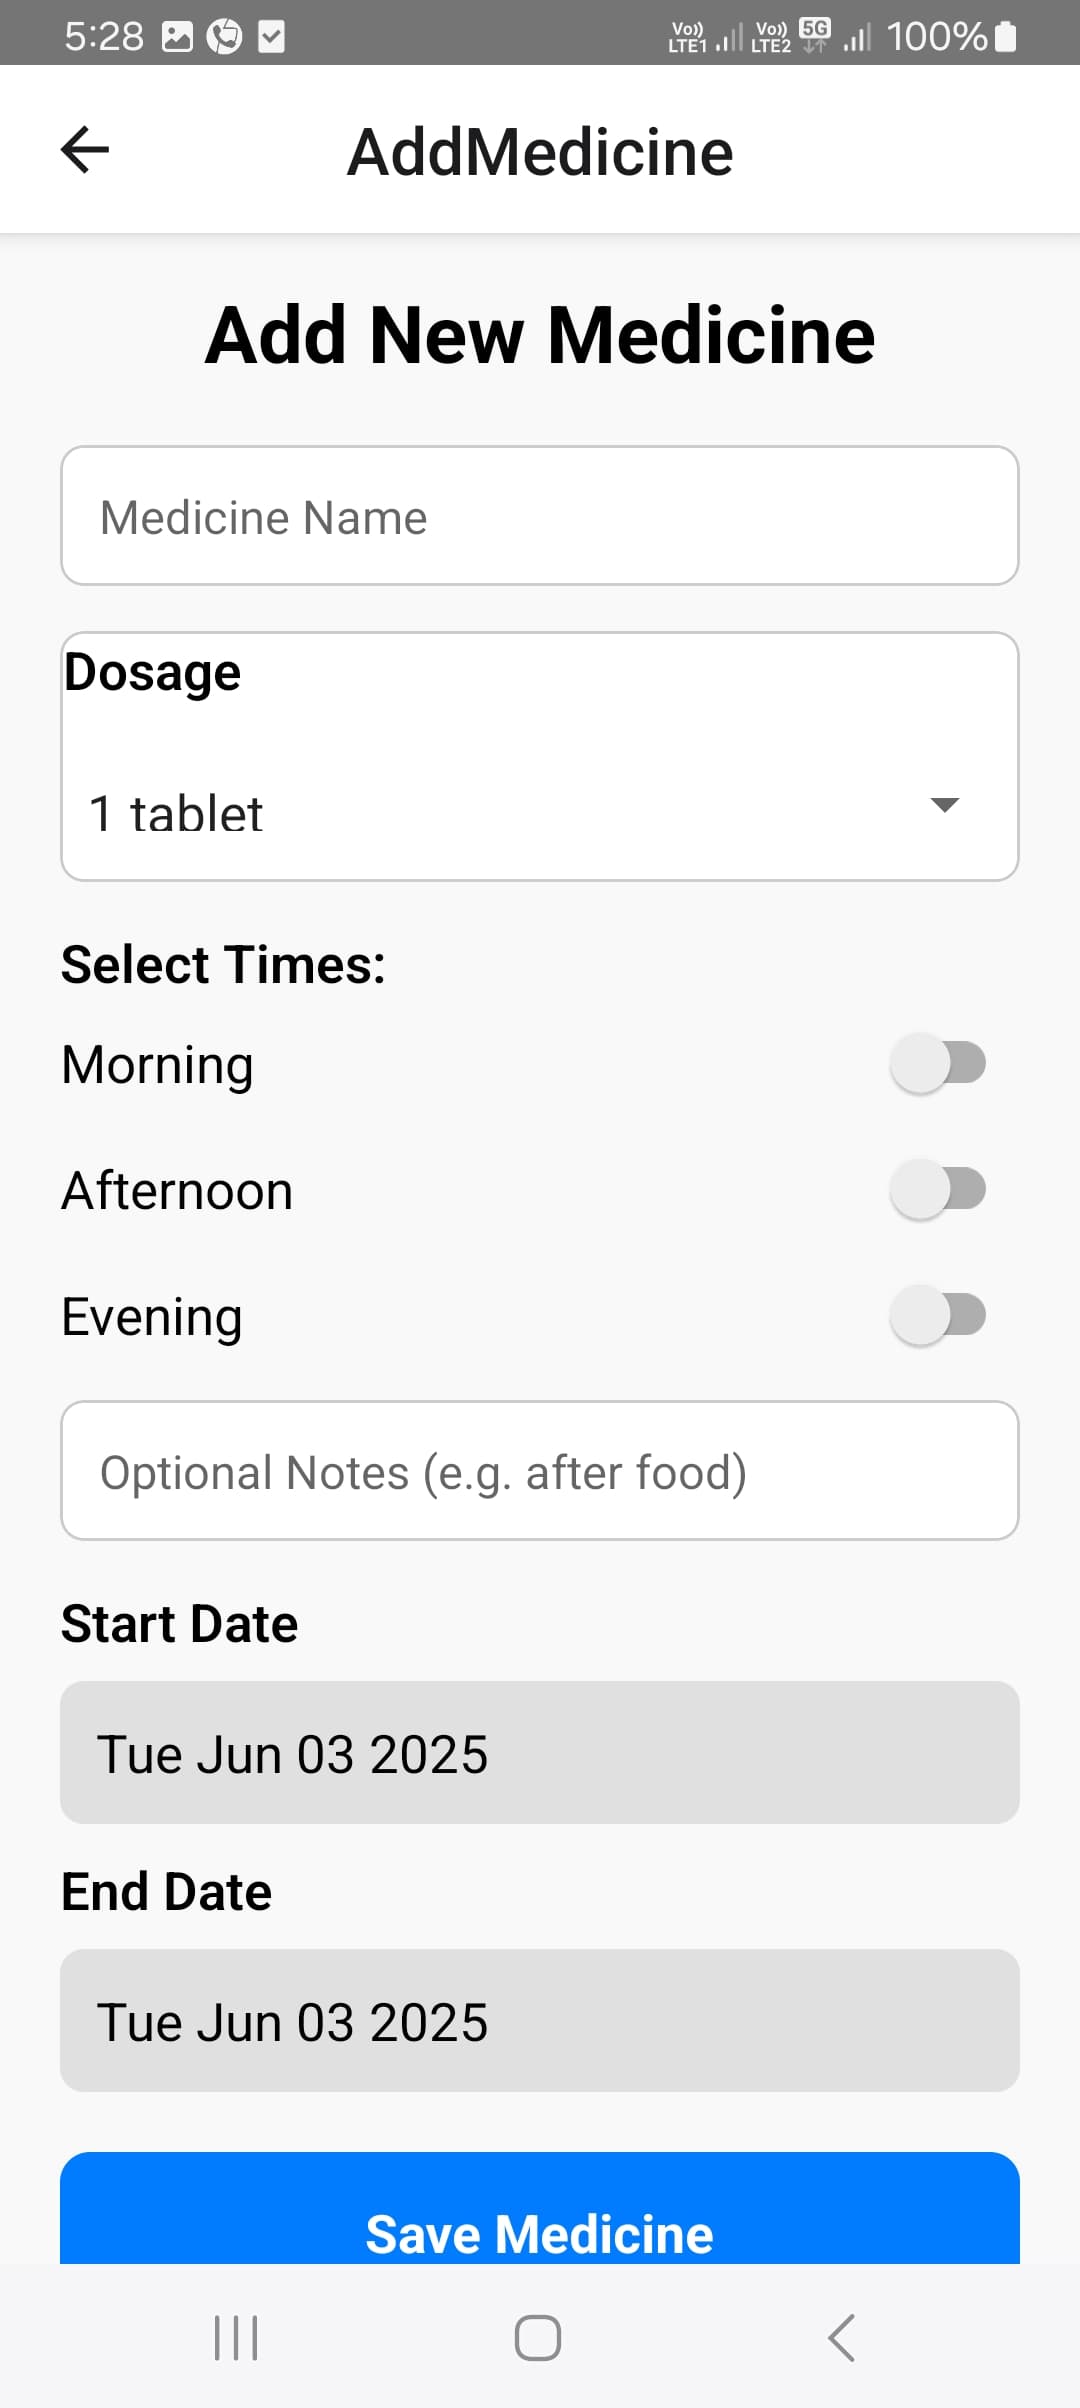 5:28 Vo)) LTE1 Vo)) LTE2 5G 100%
AddMedicine
Add New Medicine
Medicine Name
Dosage
1 tablet
Select Times:
Morning
Afternoon
Evening
Optional Notes (e.g. after food)
Start Date
Tue Jun 03 2025
End Date
Tue Jun 03 2025
Save Medicine